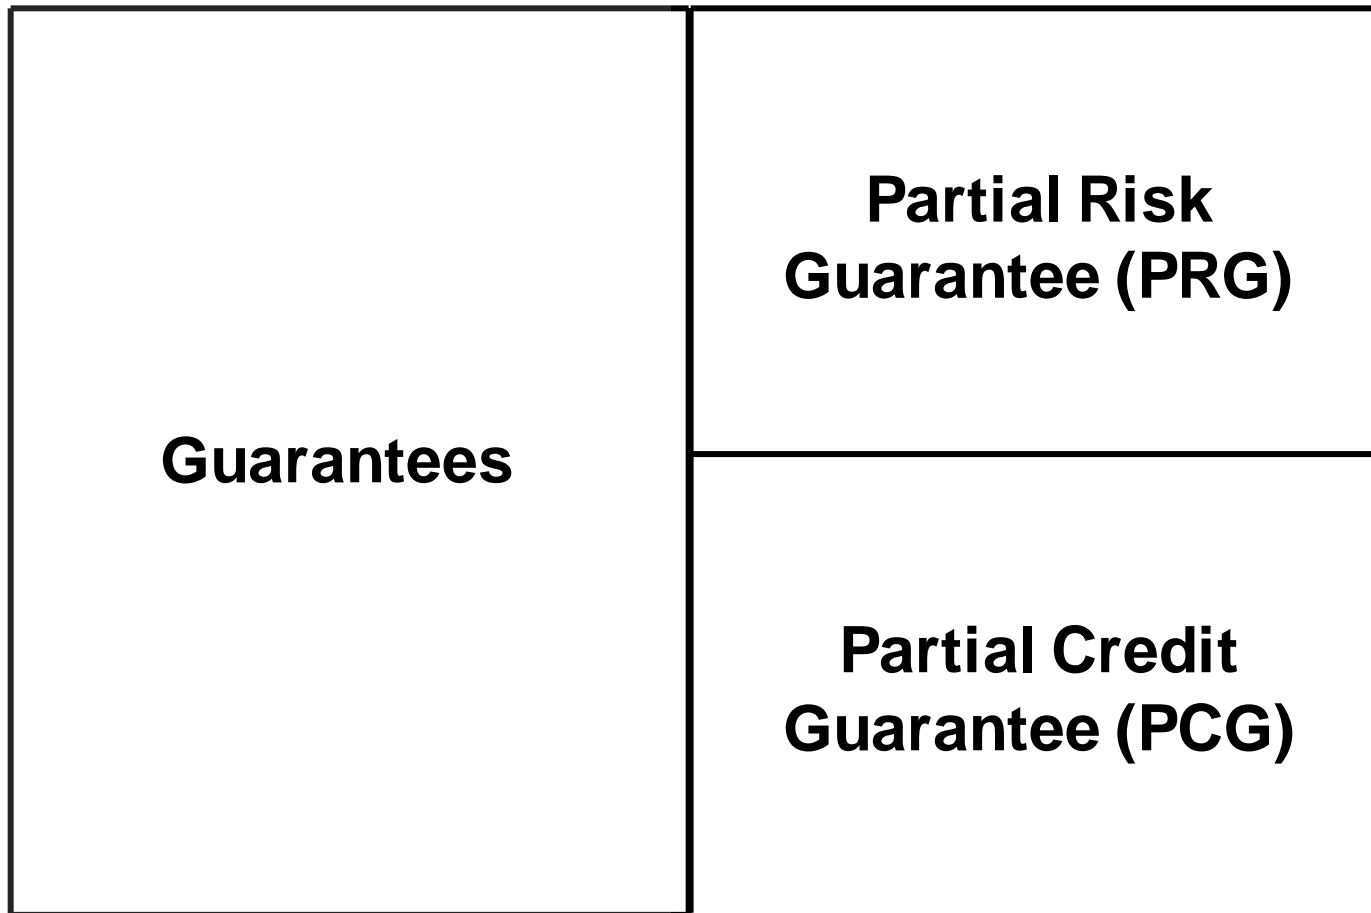 Guarantees
Partial Risk
Guarantee (PRG)
Partial Credit
Guarantee (PCG)